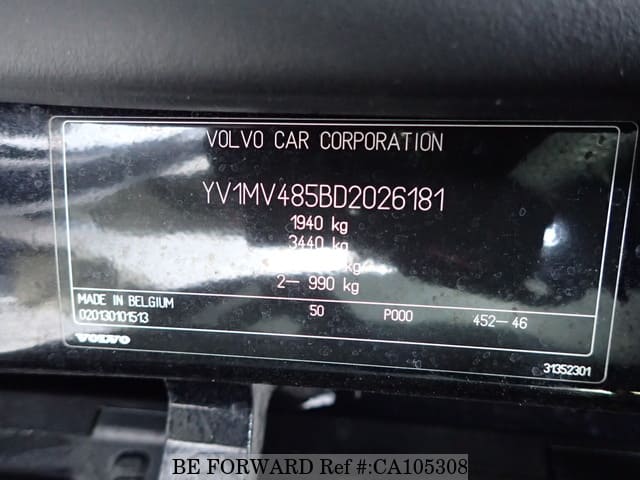 VOLVO CAR CORPORATION
YV1MV485BD2026181
1940 kg
3440 kg
kg
2— 990 kg
MADE IN BELGIUM
020130101513
50
P000
452—46
VOLVO
31352301
BE FORWARD Ref #:CA105308